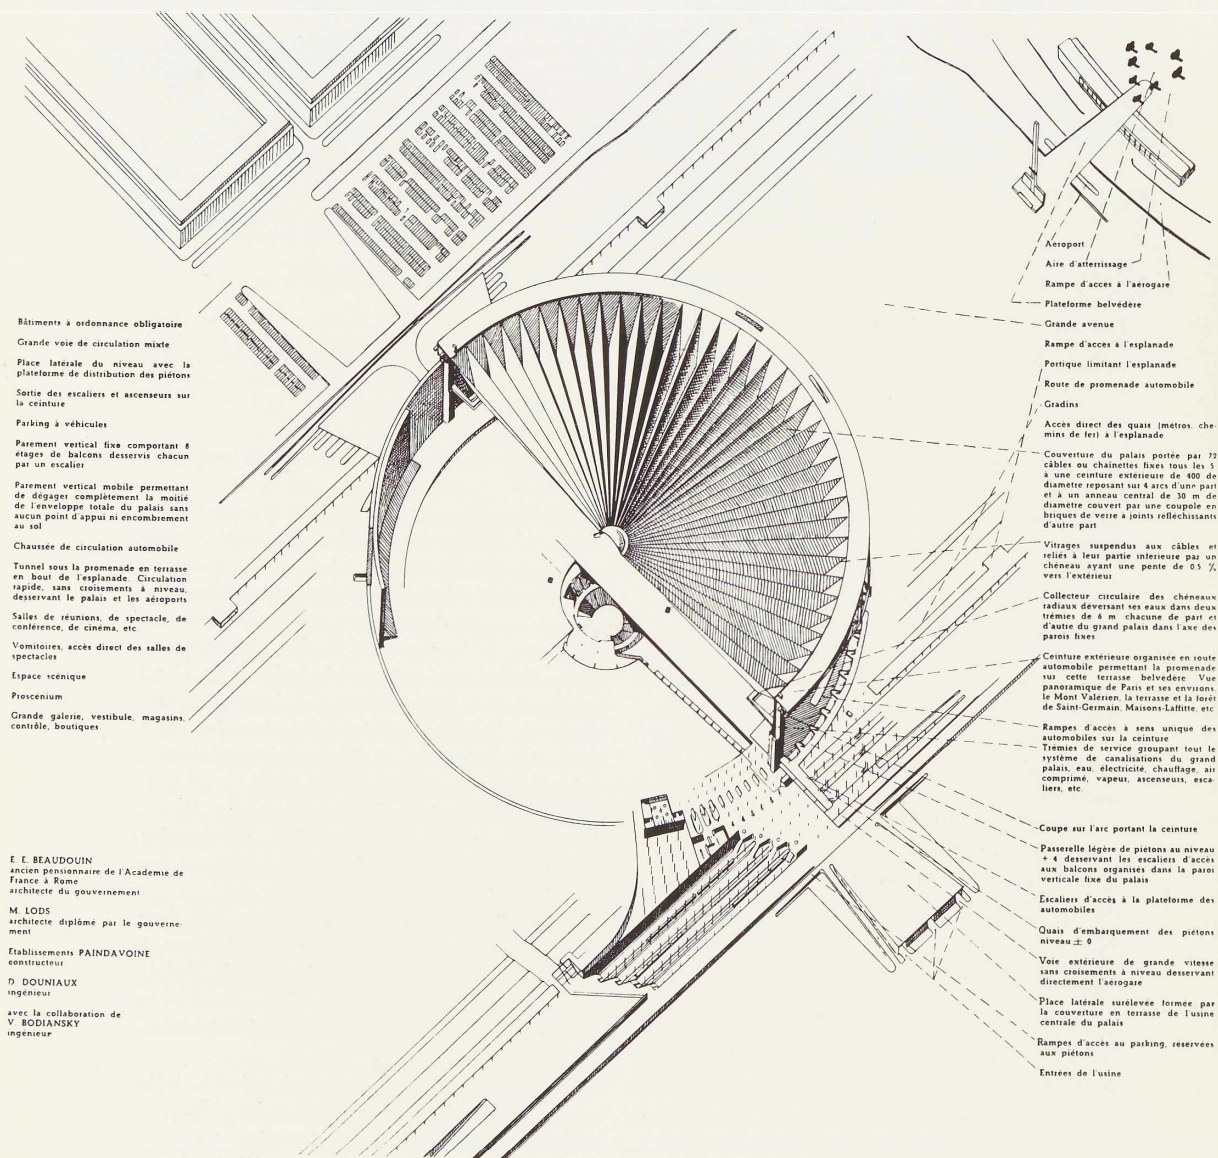 Bâtiments à ordonnance obligatoire
Grande voie de circulation mixte
Place latérale du niveau avec la
plateforme de distribution des piétons
Sortie des escaliers et ascenseurs sur
la ceinture
Parking à véhicules
Parement vertical fixe comportant 8
étages de balcons desservis chacun
par un escalier
Parement vertical mobile permettant
de dégager complètement la moitié
de l'enveloppe totale du palais sans
aucun point d'appui ni encombrement
au sol
Chaussée de circulation automobile
Tunnel sous la promenade en terrasse
en bout de l'esplanade. Circulation
rapide, sans croisements à niveau,
desservant le palais et les aéroports
Salles de réunions, de spectacle, de
conférence, de cinéma, etc.
Vomitoires, accès direct des salles de
spectacles
Espace scénique
Proscénium
Grande galerie, vestibule, magasins,
contrôle, boutiques
E. E. BEAUDOUIN
ancien pensionnaire de l'Academie de
France à Rome
architecte du gouvernement
M. LODS
architecte diplômé par le gouverne-
ment
Etablissements PAINDAVOINE
constructeur
D. DOUNIAUX
ingénieur
avec la collaboration de
V. BODIANSKY
ingénieur
Aéroport
Aire d'atterrissage
Rampe d'accès à l'aérogare
Plateforme belvédère
Grande avenue
Rampe d'accès à l'esplanade
Portique limitant l'esplanade
Route de promenade automobile
Gradins
Accès direct des quais (métros, che-
mins de fer) à l'esplanade
Couverture du palais portée par 72
câbles ou chaînettes fixés tous les 5
à une ceinture extérieure de 400 de
diamètre reposant sur 4 arcs d'une part
et à un anneau central de 30 m de
diamètre couvert par une coupole en
briques de verre à joints réfléchissants
d'autre part
Vitrages suspendus aux câbles et
reliés à leur partie inférieure par un
chéneau ayant une pente de 0.5 %
vers l'extérieur
Collecteur circulaire des chéneaux
radiaux déversant ses eaux dans deux
trémies de 6 m chacune de part et
d'autre du grand palais dans l'axe des
parois fixes
Ceinture extérieure organisée en route
automobile permettant la promenade
sur cette terrasse belvédère Vue
panoramique de Paris et ses environs,
le Mont Valérien, la terrasse et la forêt
de Saint-Germain, Maisons-Laffitte, etc
Rampes d'accès à sens unique des
automobiles sur la ceinture
Trémies de service groupant tout le
système de canalisations du grand
palais, eau, électricité, chauffage, air
comprimé, vapeur, ascenseurs, esca-
liers, etc.
Coupe sur l'arc portant la ceinture
Passerelle légère de piétons au niveau
+ 4 desservant les escaliers d'accès
aux balcons organisés dans la paroi
verticale fixe du palais
Escaliers d'accès à la plateforme des
automobiles
Quais d'embarquement des piétons
niveau ± 0
Voie extérieure de grande vitesse
sans croisements à niveau desservant
directement l'aérogare
Place latérale surélevée formée par
la couverture en terrasse de l'usine
centrale du palais
Rampes d'accès au parking, réservées
aux piétons
Entrées de l'usine